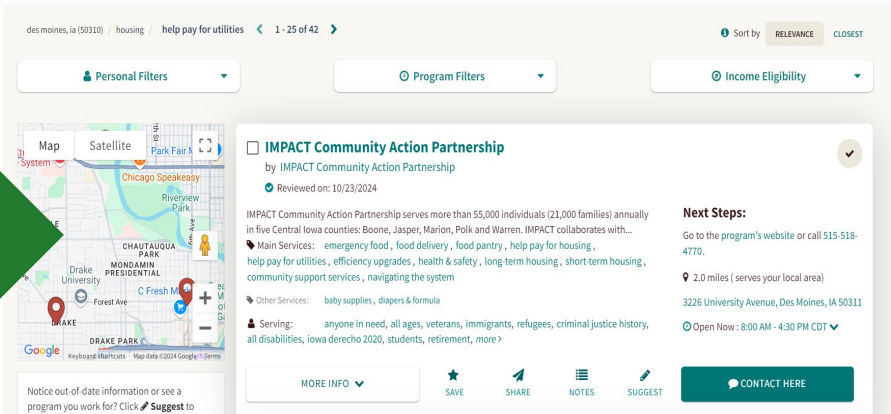 des moines, ia (50310) / housing / help pay for utilities 1 - 25 of 42
Sort by RELEVANCE CLOSEST
Personal Filters
Program Filters
Income Eligibility
Map Satellite
System
Park Fair
Chicago Speakeasy
Riverview
Park
6th Ave
CHAUTAUQUA
PARK
MONDAMIN
PRESIDENTIAL
Drake
University
C Fresh
Forest Ave
DRAKE
DRAKE PARK
Google Keyboard shortcuts Map data ©2024 Google Terms
Notice out-of-date information or see a
program you work for? Click Suggest to
IMPACT Community Action Partnership
by IMPACT Community Action Partnership
Reviewed on: 10/23/2024
IMPACT Community Action Partnership serves more than 55,000 individuals (21,000 families) annually
in five Central Iowa counties: Boone, Jasper, Marion, Polk and Warren. IMPACT collaborates with...
Main Services: emergency food , food delivery , food pantry , help pay for housing ,
help pay for utilities , efficiency upgrades , health & safety , long-term housing , short-term housing ,
community support services , navigating the system
Other Services: baby supplies , diapers & formula
Serving: anyone in need, all ages, veterans, immigrants, refugees, criminal justice history,
all disabilities, iowa derecho 2020, students, retirement, more >
MORE INFO
SAVE
SHARE
NOTES
SUGGEST
Next Steps:
Go to the program's website or call 515-518-
4770.
2.0 miles ( serves your local area)
3226 University Avenue, Des Moines, IA 50311
Open Now : 8:00 AM - 4:30 PM CDT
CONTACT HERE